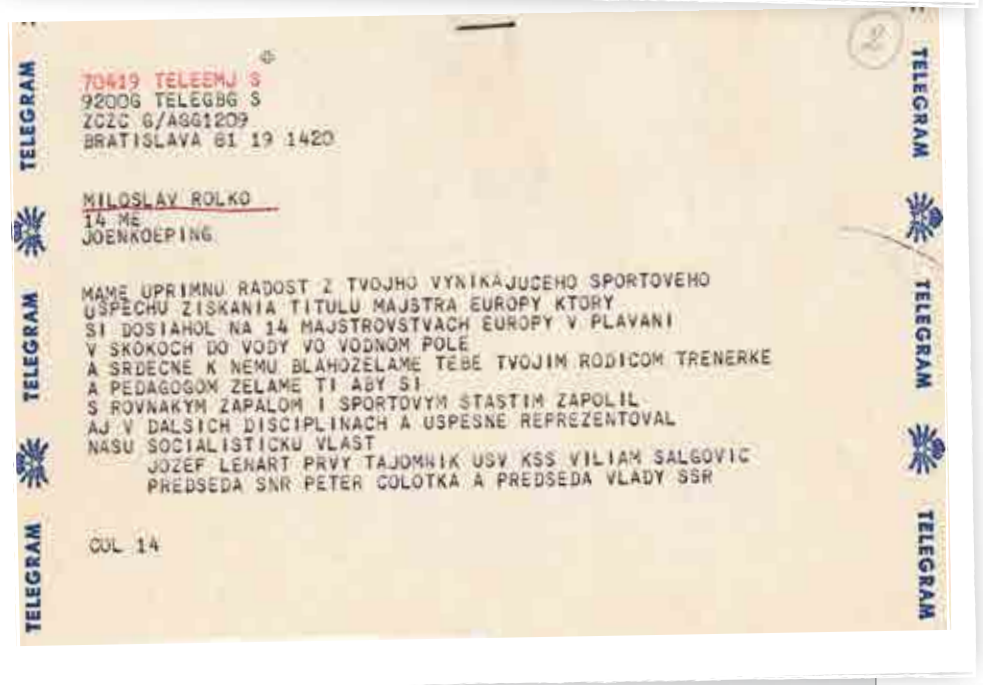 2
70419 TELEEMJ S
92006 TELEGBG S
ZCZC G/AGG1209
BRATISLAVA 81 19 1420
MILOSLAV ROLKO
14 ME
JOENKOEPING
MAME UPRIMNU RADOST Z TVOJHO VYNIKAJUCEHO SPORTOVEHO
USPECHU ZISKANIA TITULU MAJSTRA EUROPY KTORY
SI DOSIAHOL NA 14 MAJSTROVSTVACH EUROPY V PLAVANI
V SKOKOCH DO VODY VO VODNOM POLE
A SRDECNE K NEMU BLAHOZELAME TEBE TVOJIM RODICOM TRENERKE
A PEDAGOGOM ZELAME TI ABY SI
S ROVNAKYM ZAPALOM I SPORTOVYM STASTIM ZAPOLIL
AJ V DALSICH DISCIPLINACH A USPESNE REPREZENTOVAL
NASU SOCIALISTICKU VLAST
JOZEF LENART PRVY TAJOMNIK USV KSS VILIAM SALGOVIC
PREDSEDA SNR PETER COLOTKA A PREDSEDA VLADY SSR
COL 14
TELEGRAM
TELEGRAM
TELEGRAM
TELEGRAM
TELEGRAM
TELEGRAM